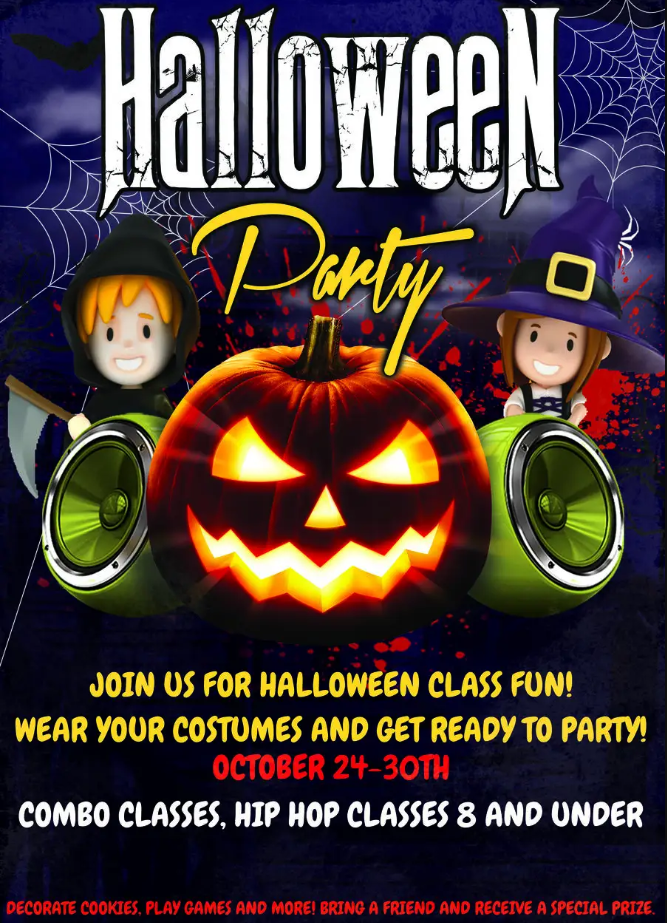 HalloweeN
Party
JOIN US FOR HALLOWEEN CLASS FUN!
WEAR YOUR COSTUMES AND GET READY TO PARTY!
OCTOBER 24-30TH
COMBO CLASSES, HIP HOP CLASSES 8 AND UNDER
DECORATE COOKIES, PLAY GAMES AND MORE! BRING A FRIEND AND RECEIVE A SPECIAL PRIZE.